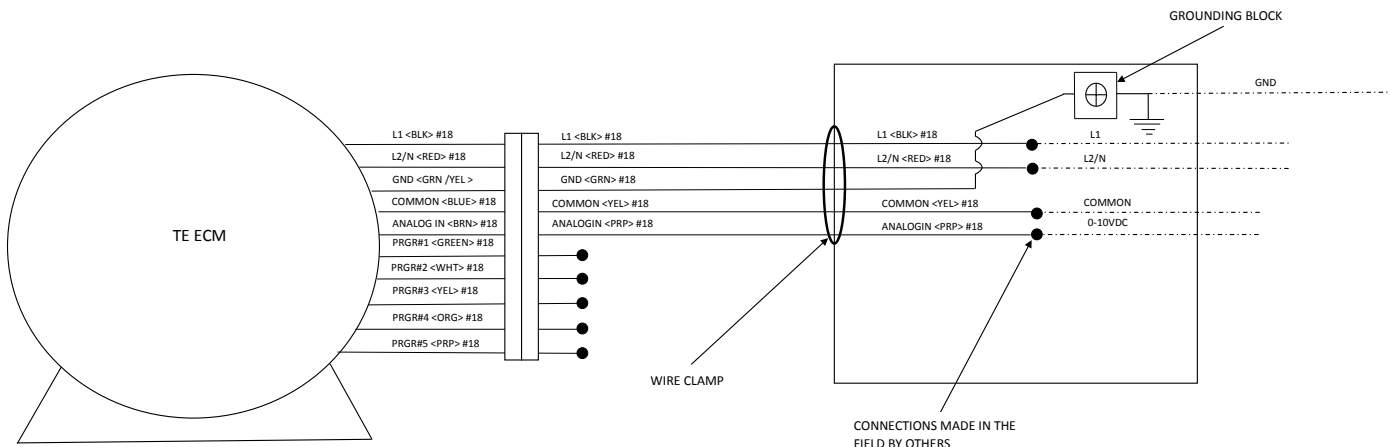 GROUNDING BLOCK
GND
L1 <BLK> #18
L1 <BLK> #18
L1 <BLK> #18
L1
L2/N <RED> #18
L2/N <RED> #18
L2/N <RED> #18
L2/N
GND <GRN /YEL >
GND <GRN> #18
COMMON <BLUE> #18
COMMON <YEL> #18
COMMON <YEL> #18
COMMON
ANALOG IN <BRN> #18
ANALOGIN <PRP> #18
ANALOGIN <PRP> #18
0-10VDC
TE ECM
PRGR#1 <GREEN> #18
PRGR#2 <WHT> #18
PRGR#3 <YEL> #18
PRGR#4 <ORG> #18
PRGR#5 <PRP> #18
WIRE CLAMP
CONNECTIONS MADE IN THE
FIELD BY OTHERS